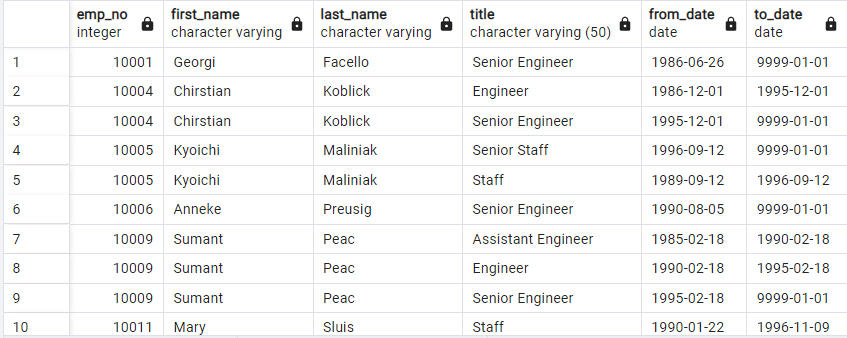 emp_no first_name last_name title from_date to_date
integer character varying character varying character varying (50) date date
1 10001 Georgi Facello Senior Engineer 1986-06-26 9999-01-01
2 10004 Chirstian Koblick Engineer 1986-12-01 1995-12-01
3 10004 Chirstian Koblick Senior Engineer 1995-12-01 9999-01-01
4 10005 Kyoichi Maliniak Senior Staff 1996-09-12 9999-01-01
5 10005 Kyoichi Maliniak Staff 1989-09-12 1996-09-12
6 10006 Anneke Preusig Senior Engineer 1990-08-05 9999-01-01
7 10009 Sumant Peac Assistant Engineer 1985-02-18 1990-02-18
8 10009 Sumant Peac Engineer 1990-02-18 1995-02-18
9 10009 Sumant Peac Senior Engineer 1995-02-18 9999-01-01
10 10011 Mary Sluis Staff 1990-01-22 1996-11-09